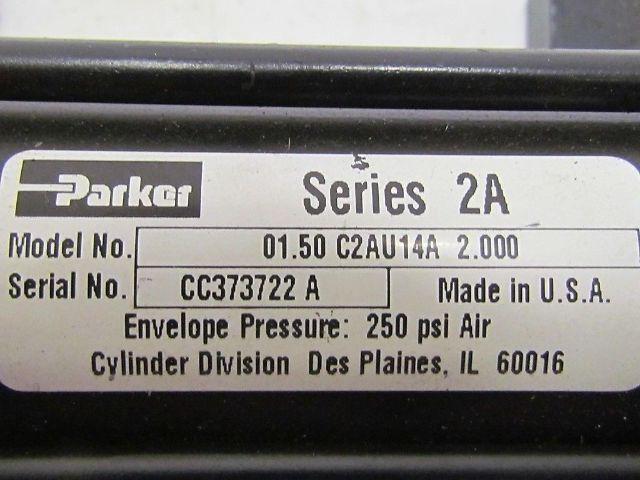 Parker Series 2A
Model No. 01.50 C2AU14A 2.000
Serial No. CC373722 A Made in U.S.A.
Envelope Pressure: 250 psi Air
Cylinder Division Des Plaines, IL 60016